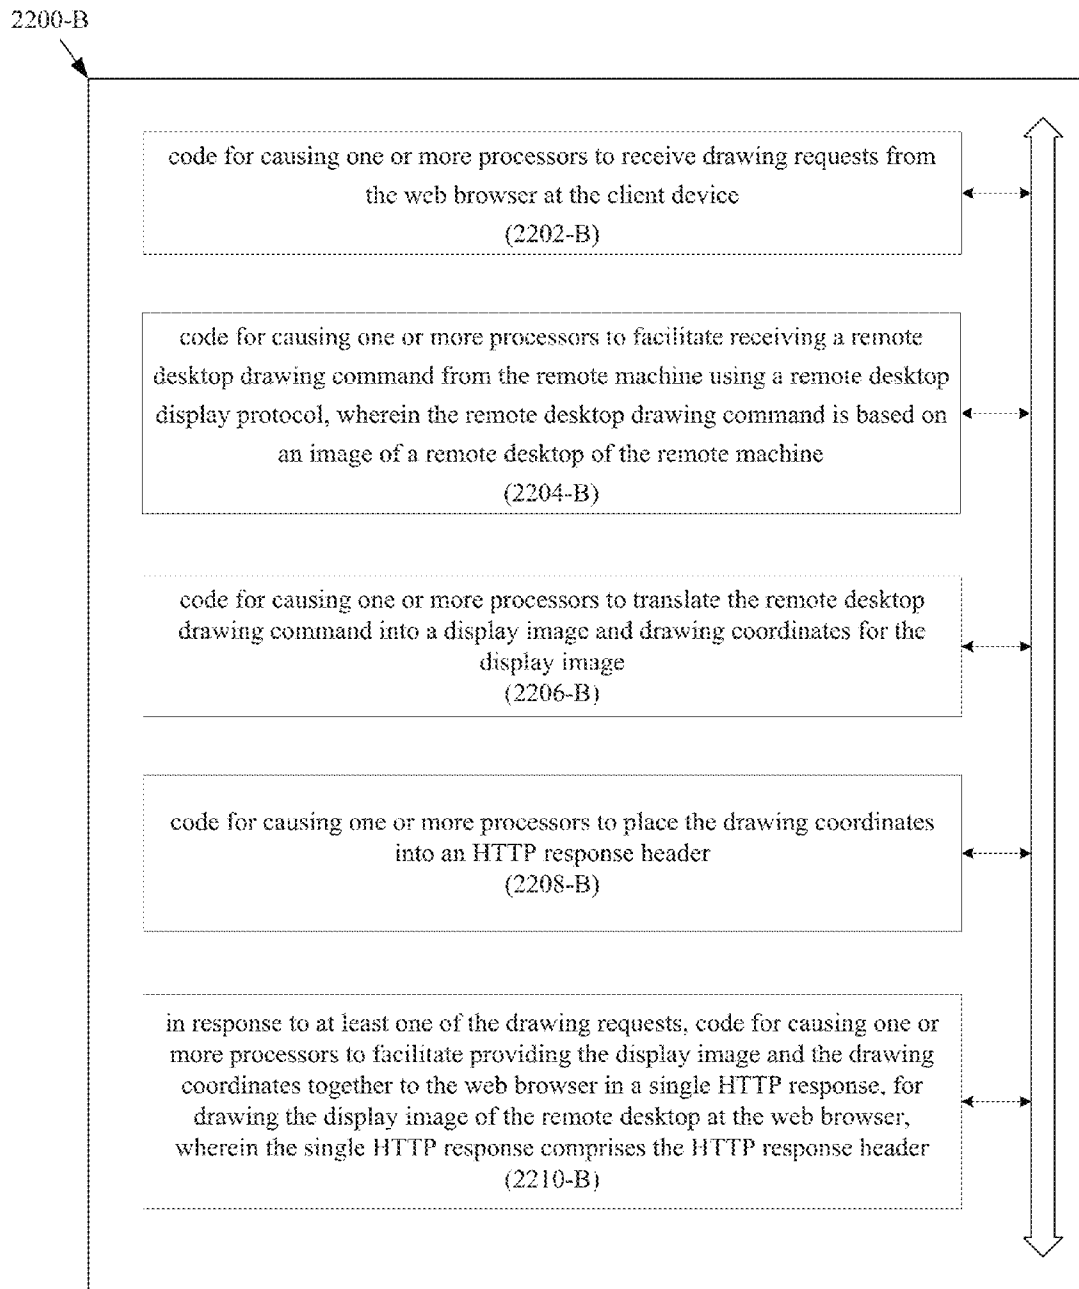 2200-B
code for causing one or more processors to receive drawing requests from
the web browser at the client device
(2202-B)
code for causing one or more processors to facilitate receiving a remote
desktop drawing command from the remote machine using a remote desktop
display protocol, wherein the remote desktop drawing command is based on
an image of a remote desktop of the remote machine
(2204-B)
code for causing one or more processors to translate the remote desktop
drawing command into a display image and drawing coordinates for the
display image
(2206-B)
code for causing one or more processors to place the drawing coordinates
into an HTTP response header
(2208-B)
in response to at least one of the drawing requests, code for causing one or
more processors to facilitate providing the display image and the drawing
coordinates together to the web browser in a single HTTP response, for
drawing the display image of the remote desktop at the web browser,
wherein the single HTTP response comprises the HTTP response header
(2210-B)